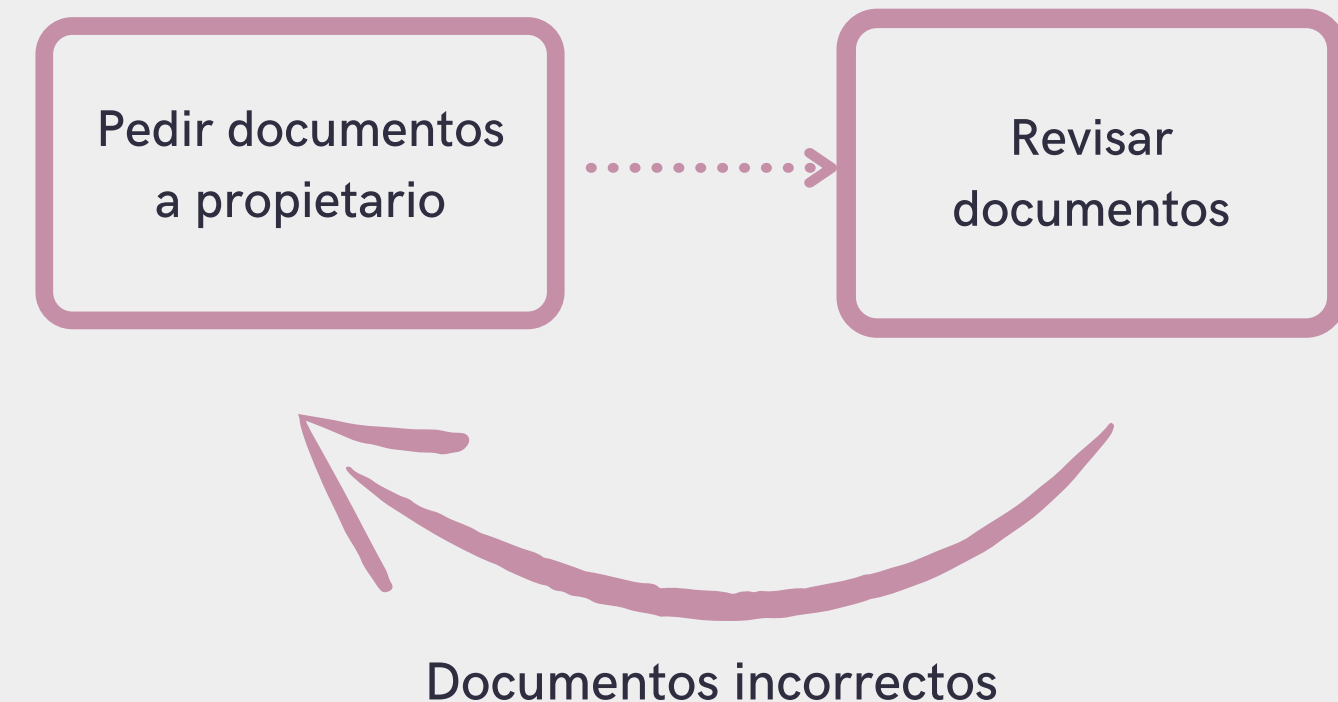 Pedir documentos
a propietario
Revisar
documentos
Documentos incorrectos